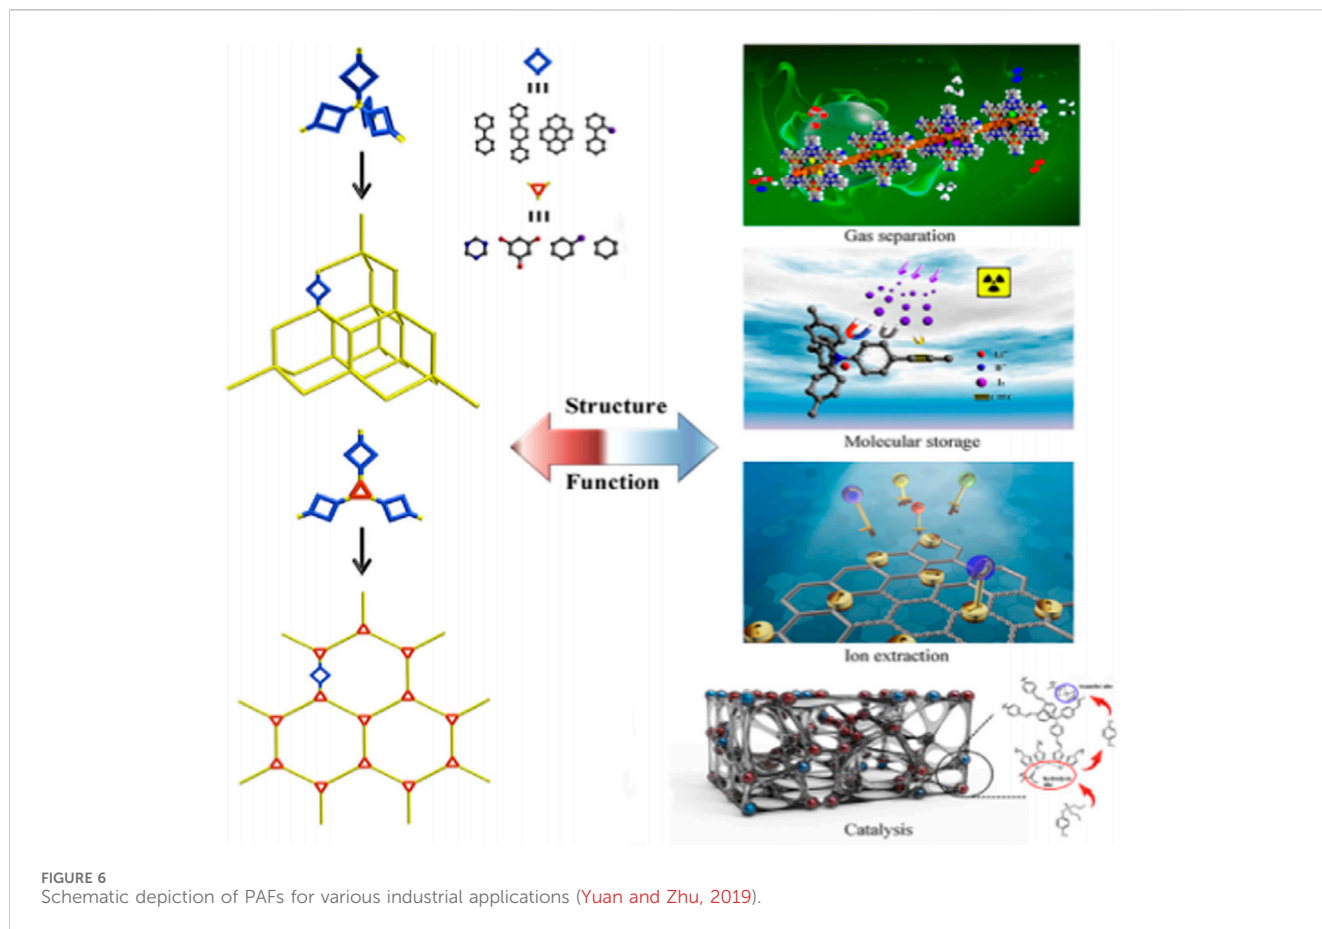 Gas separation
Li⁺
Molecular storage
Structure
Function
Ion extraction
Catalysis
FIGURE 6
Schematic depiction of PAFs for various industrial applications (Yuan and Zhu, 2019).